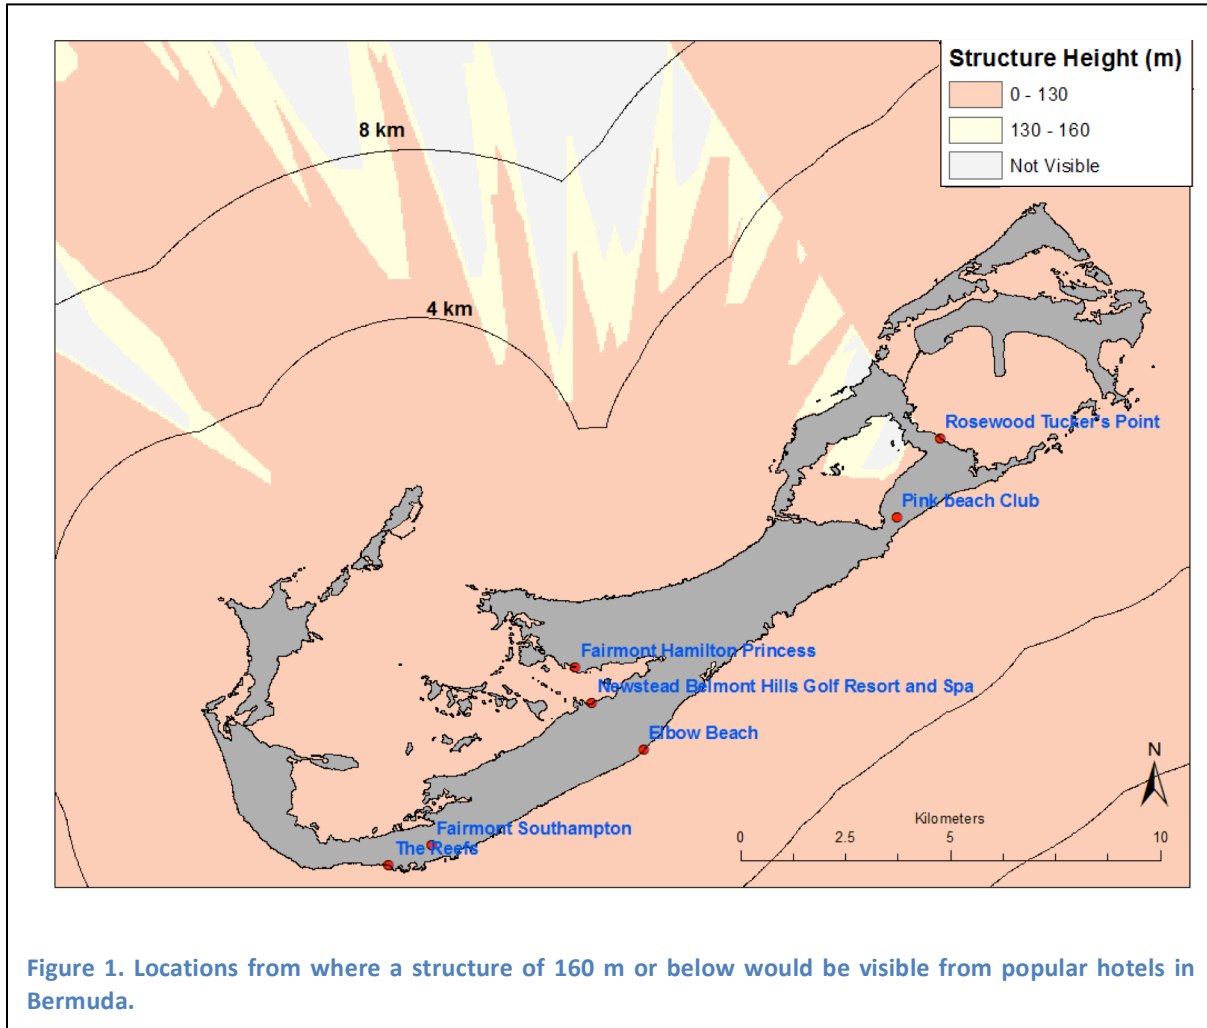 Structure Height (m)
0 - 130
130 - 160
Not Visible
8 km
4 km
Rosewood Tucker's Point
Pink beach Club
Fairmont Hamilton Princess
Newstead Belmont Hills Golf Resort and Spa
Elbow Beach
N
Fairmont Southampton
The Reefs
Kilometers
0 2.5 5 10
Figure 1. Locations from where a structure of 160 m or below would be visible from popular hotels in
Bermuda.